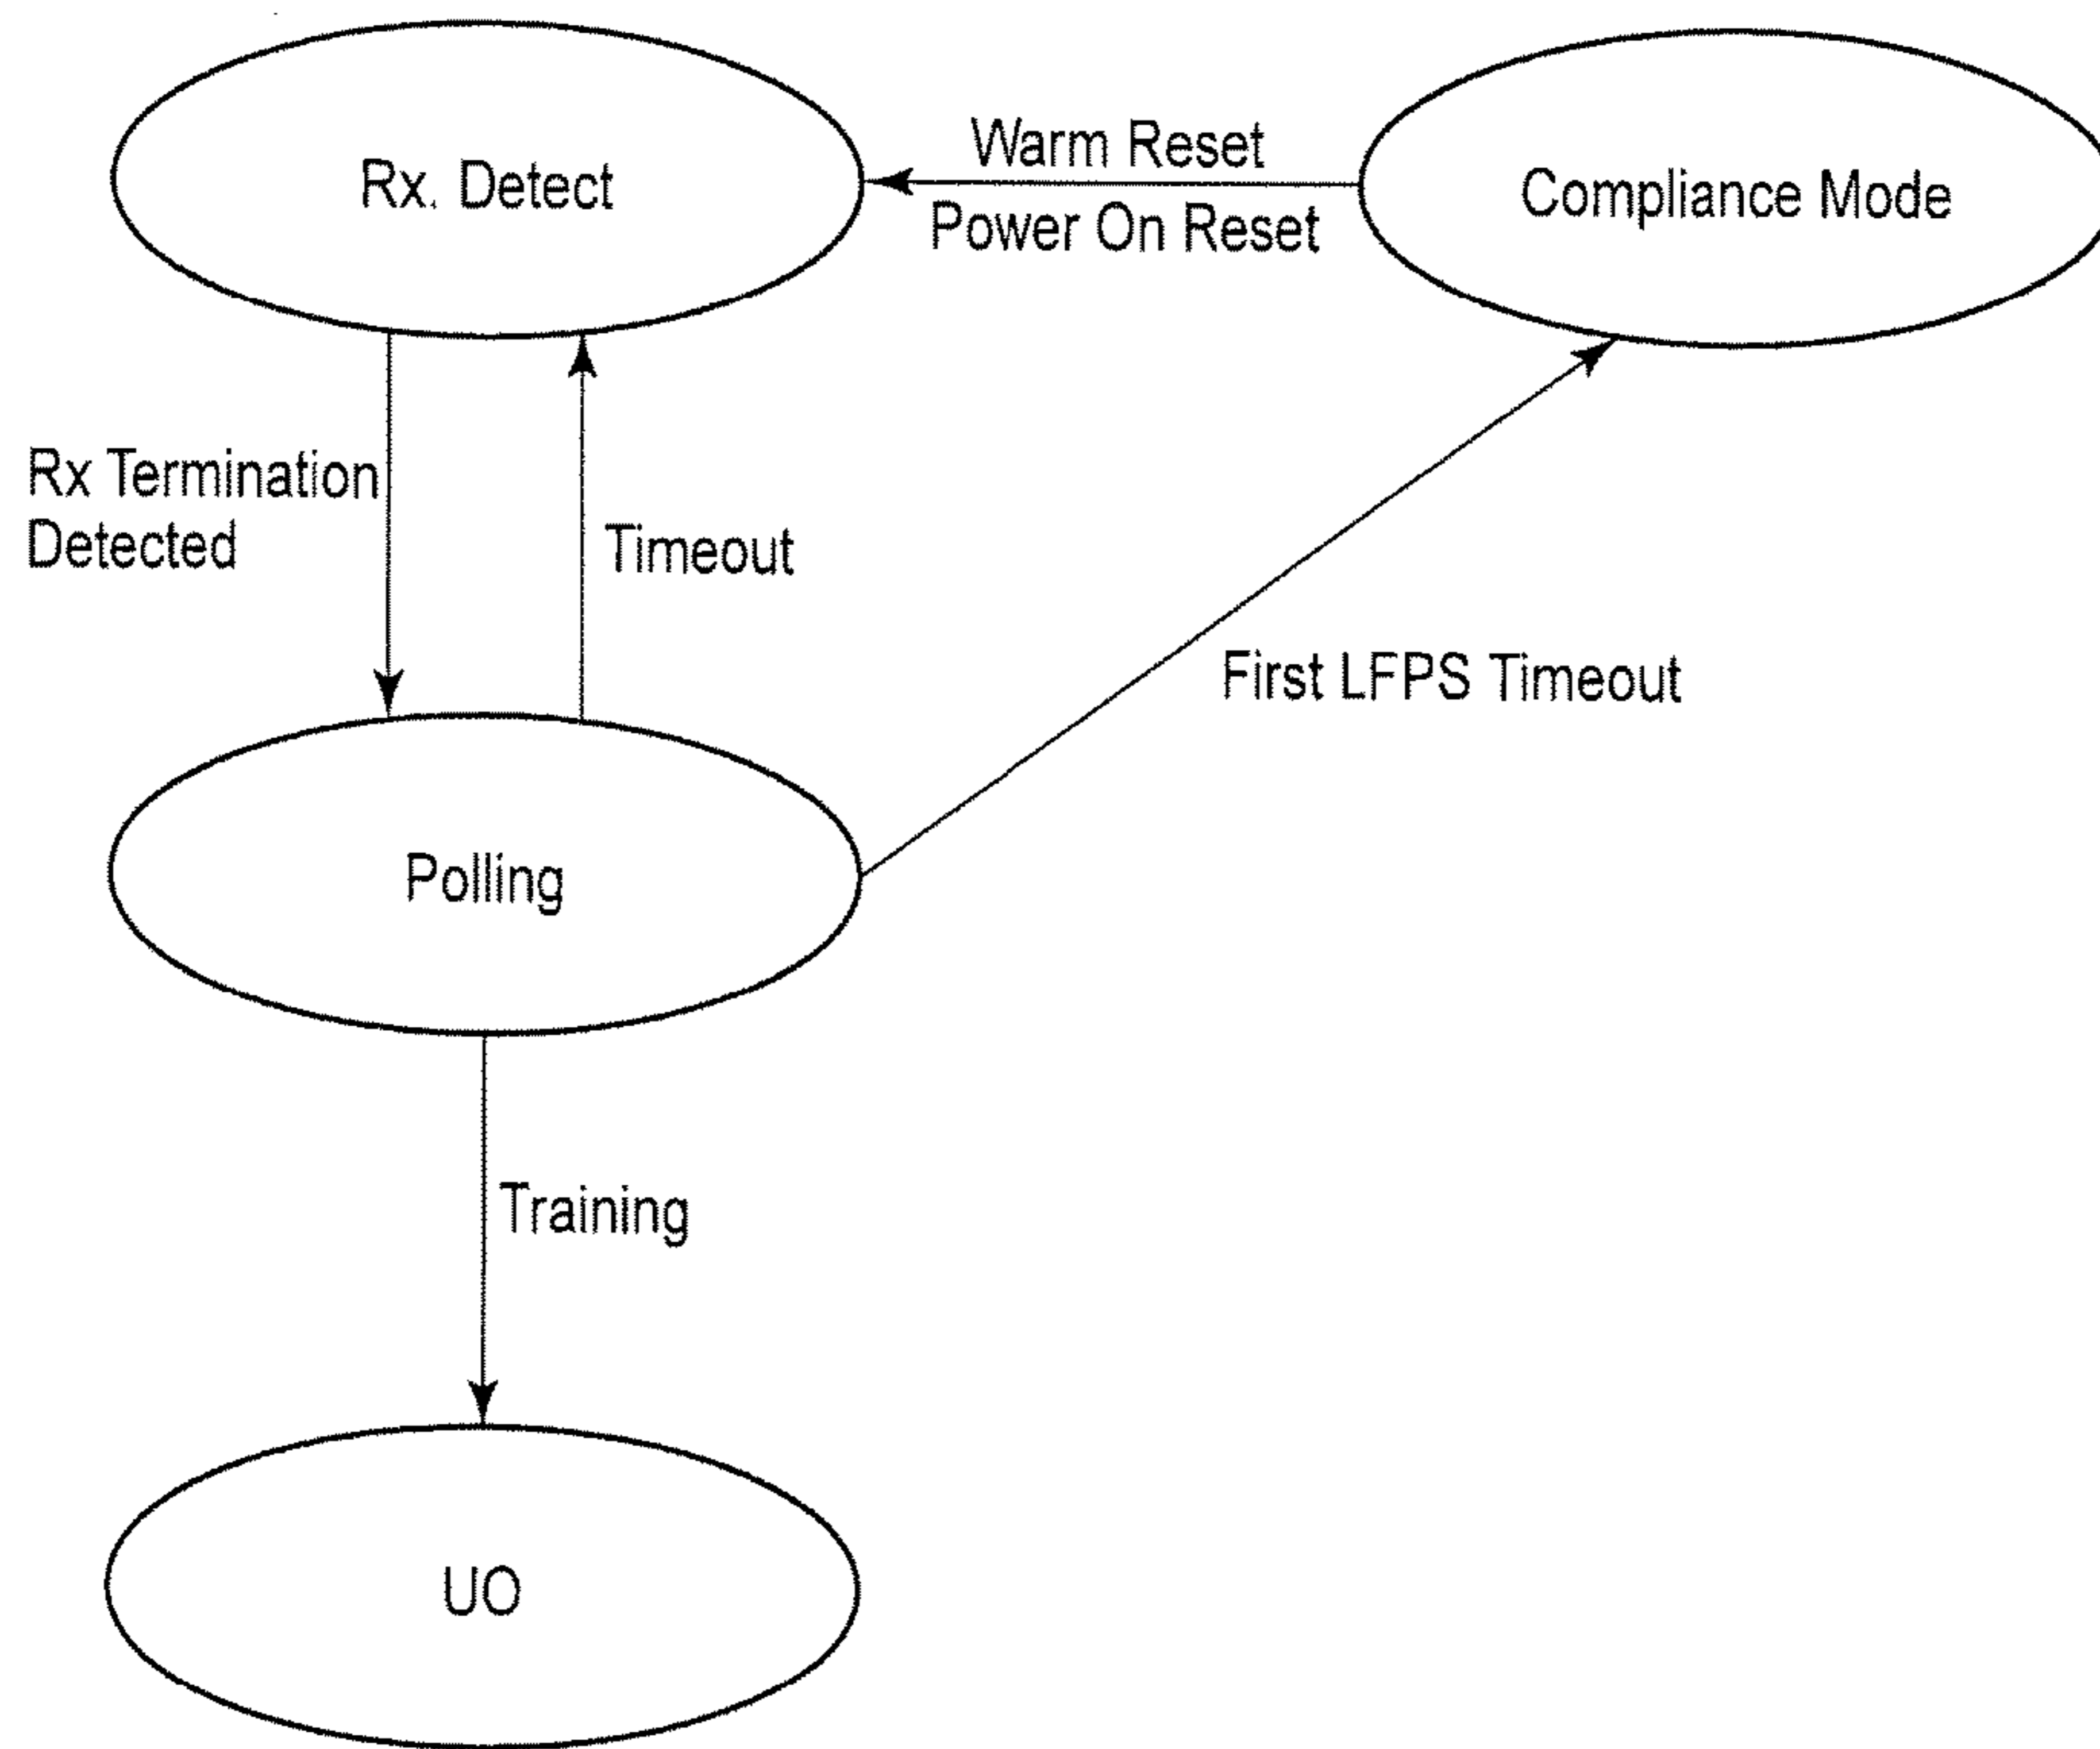 Rx. Detect
Warm Reset
Power On Reset
Compliance Mode
Rx Termination
Detected
Timeout
First LFPS Timeout
Polling
Training
UO